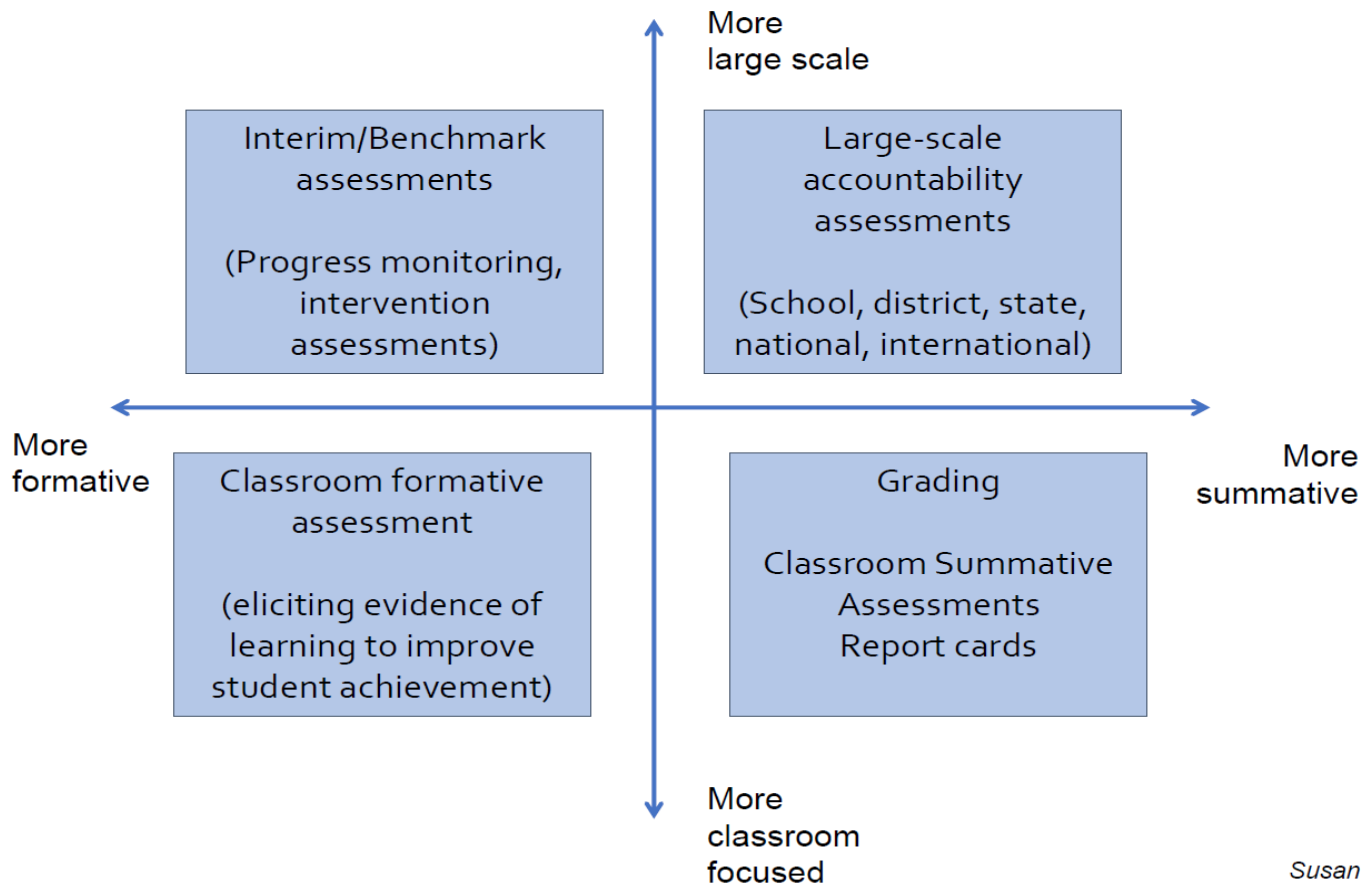 More
large scale
Interim/Benchmark
assessments
(Progress monitoring,
intervention
assessments)
Large-scale
accountability
assessments
(School, district, state,
national, international)
More
formative
More
summative
Classroom formative
assessment
(eliciting evidence of
learning to improve
student achievement)
Grading
Classroom Summative
Assessments
Report cards
More
classroom
focused
Susan